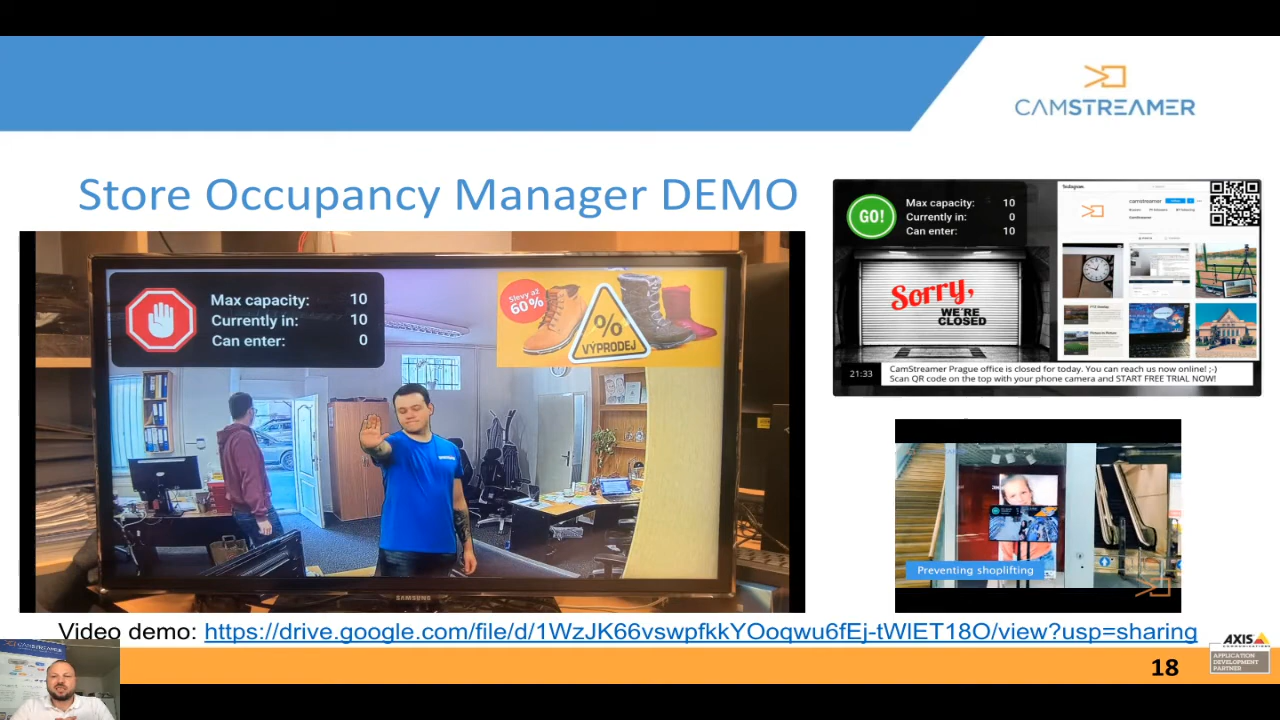 CAMSTREAMER
Store Occupancy Manager DEMO
Max capacity: 10
Currently in: 10
Can enter: 0
Slevy až
60%
%
VÝPRODEJ
SAMSUNG
GO!
Max capacity: 10
Currently in: 0
Can enter: 10
Sorry,
WE'RE
CLOSED
Instagram
camstreamer
21:33
CamStreamer Prague office is closed for today. You can reach us now online! ;-)
Scan QR code on the top with your phone camera and START FREE TRIAL NOW!
Preventing shoplifting
Video demo: https://drive.google.com/file/d/1WzJK66vswpfkkYOoqwu6fEj-tWlET18O/view?usp=sharing
CAMSTREAMER
18
AXIS
COMMUNICATIONS
APPLICATION
DEVELOPMENT
PARTNER